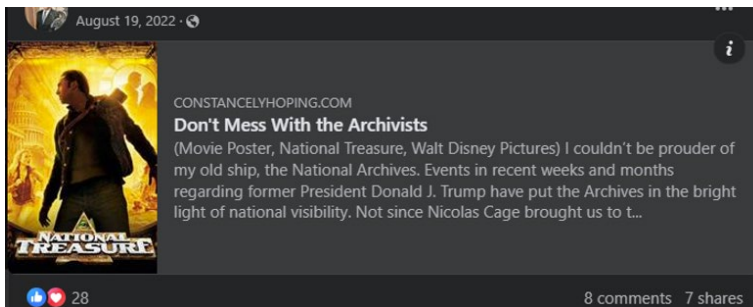 August 19, 2022 ·
i
CONSTANCELYHOPING.COM
Don't Mess With the Archivists
(Movie Poster, National Treasure, Walt Disney Pictures) I couldn't be prouder of
my old ship, the National Archives. Events in recent weeks and months
regarding former President Donald J. Trump have put the Archives in the bright
light of national visibility. Not since Nicolas Cage brought us to t...
NATIONAL
TREASURE
28
8 comments 7 shares